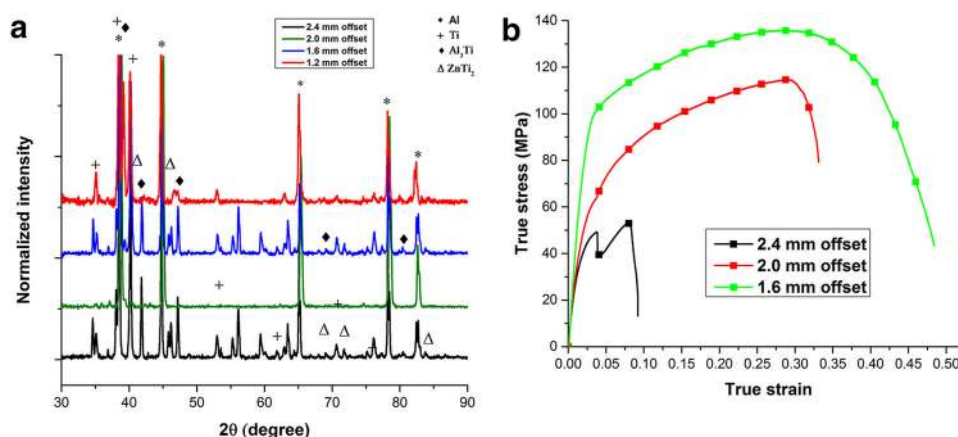 a
2.4 mm offset
2.0 mm offset
1.6 mm offset
1.2 mm offset
♦ Al
+ Ti
♦ Al₃Ti
Δ ZnTi₂
+ ♦
* + *
* *
+ Δ Δ
♦ ♦
*
♦ ♦
+ +
+ Δ Δ + Δ
Normalized intensity
30 40 50 60 70 80 90
2θ (degree)
b
140
120
100
80
60
40
20
0
True stress (MPa)
2.4 mm offset
2.0 mm offset
1.6 mm offset
0.00 0.05 0.10 0.15 0.20 0.25 0.30 0.35 0.40 0.45 0.50
True strain